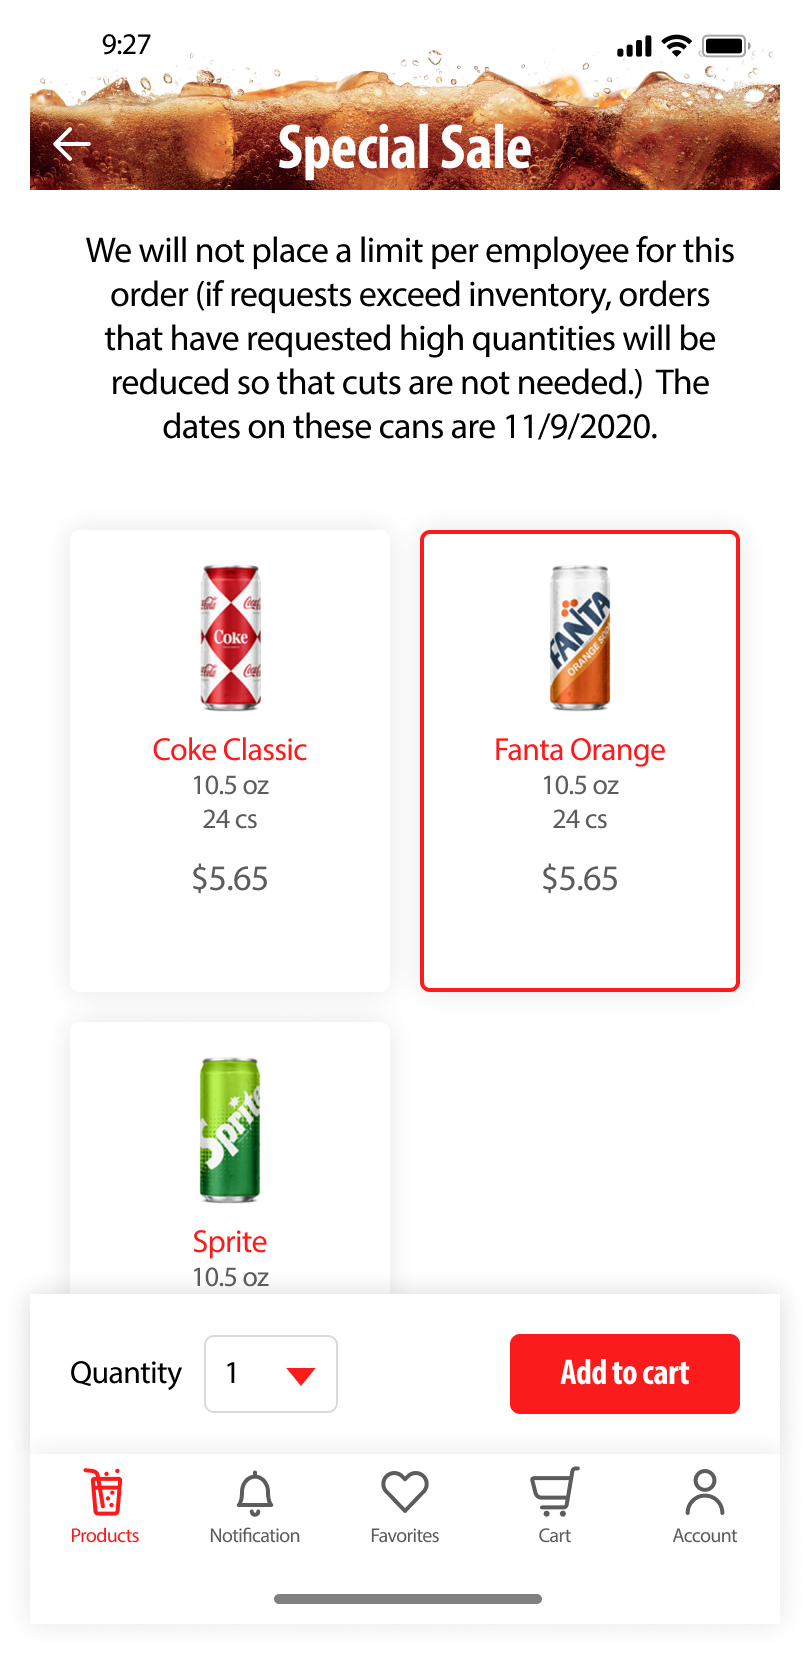 9:27
Special Sale
We will not place a limit per employee for this
order (if requests exceed inventory, orders
that have requested high quantities will be
reduced so that cuts are not needed.)  The
dates on these cans are 11/9/2020.
Coke
Coke Classic
10.5 oz
24 cs
$5.65
FANTA
ORANGE SODA
Fanta Orange
10.5 oz
24 cs
$5.65
Sprite
Sprite
10.5 oz
Quantity
1
Add to cart
Products
Notification
Favorites
Cart
Account